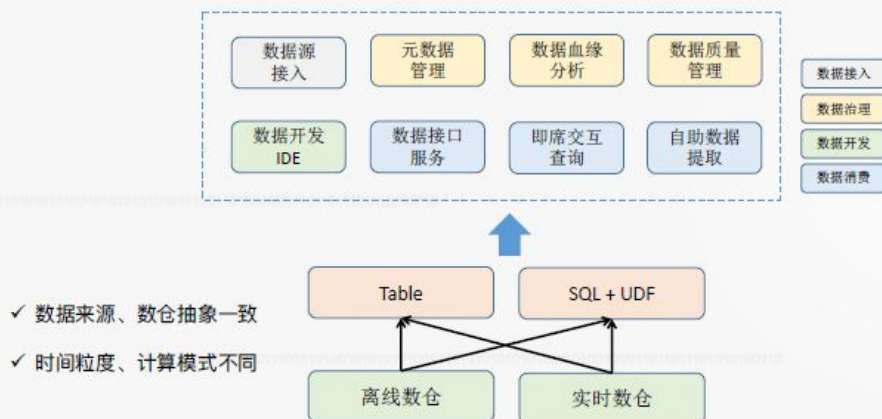 数据源
接入
元数据
管理
数据血缘
分析
数据质量
管理
数据接入
数据治理
数据开发
IDE
数据接口
服务
即席交互
查询
自助数据
提取
数据开发
数据消费
Table
SQL + UDF
✓ 数据来源、数仓抽象一致
✓ 时间粒度、计算模式不同
离线数仓
实时数仓